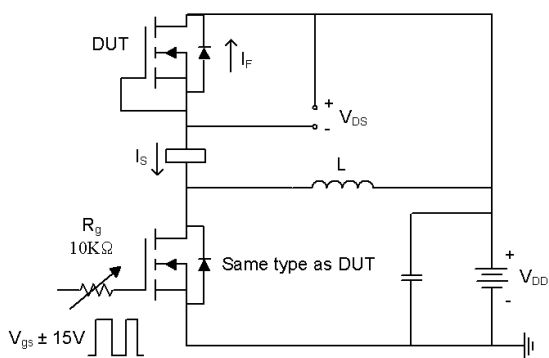 DUT
I_F
+
V_DS
-
I_S
L
R_g
10KΩ
Same type as DUT
+
V_DD
-
V_gs ± 15V